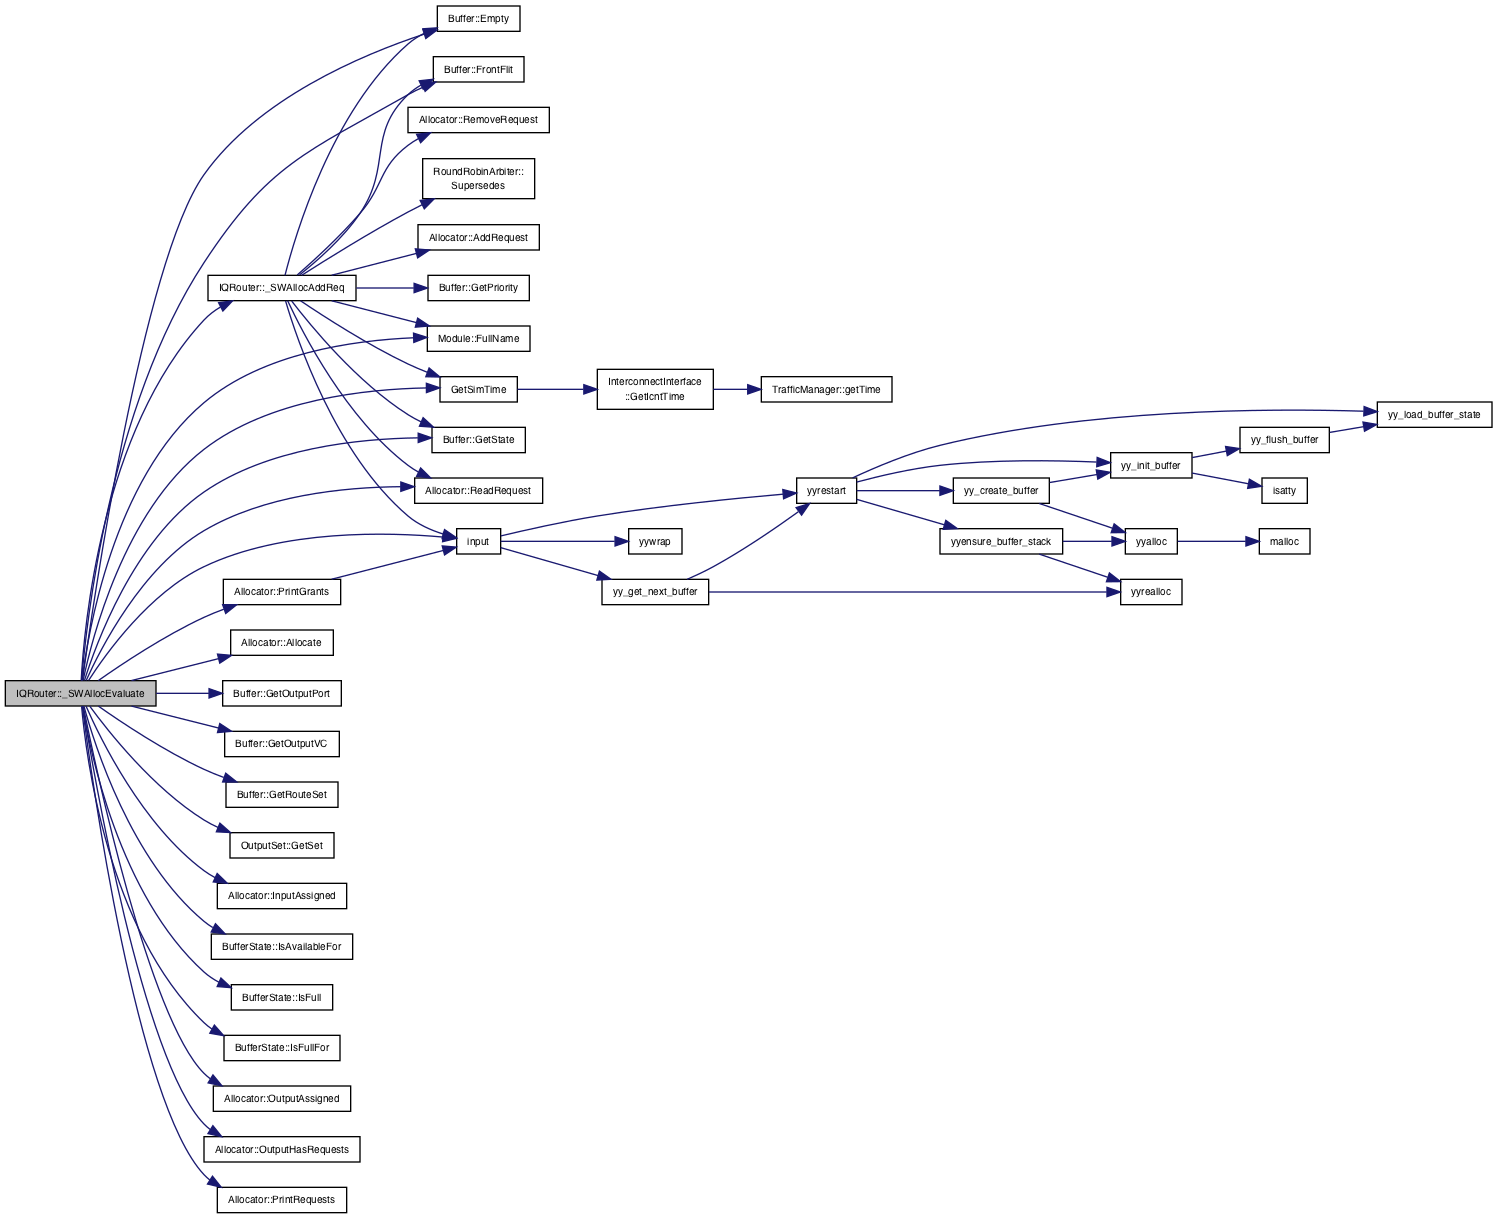 Buffer::Empty
Buffer::FrontFlit
Allocator::RemoveRequest
RoundRobinArbiter::
Supersedes
Allocator::AddRequest
IQRouter::_SWAllocAddReq
Buffer::GetPriority
Module::FullName
GetSimTime
InterconnectInterface
::GetIcntTime
TrafficManager::getTime
Buffer::GetState
Allocator::ReadRequest
input
yyrestart
yywrap
yy_get_next_buffer
yy_create_buffer
yyensure_buffer_stack
yy_init_buffer
yyalloc
yyrealloc
yy_flush_buffer
isatty
malloc
yy_load_buffer_state
Allocator::PrintGrants
Allocator::Allocate
IQRouter::_SWAllocEvaluate
Buffer::GetOutputPort
Buffer::GetOutputVC
Buffer::GetRouteSet
OutputSet::GetSet
Allocator::InputAssigned
BufferState::IsAvailableFor
BufferState::IsFull
BufferState::IsFullFor
Allocator::OutputAssigned
Allocator::OutputHasRequests
Allocator::PrintRequests